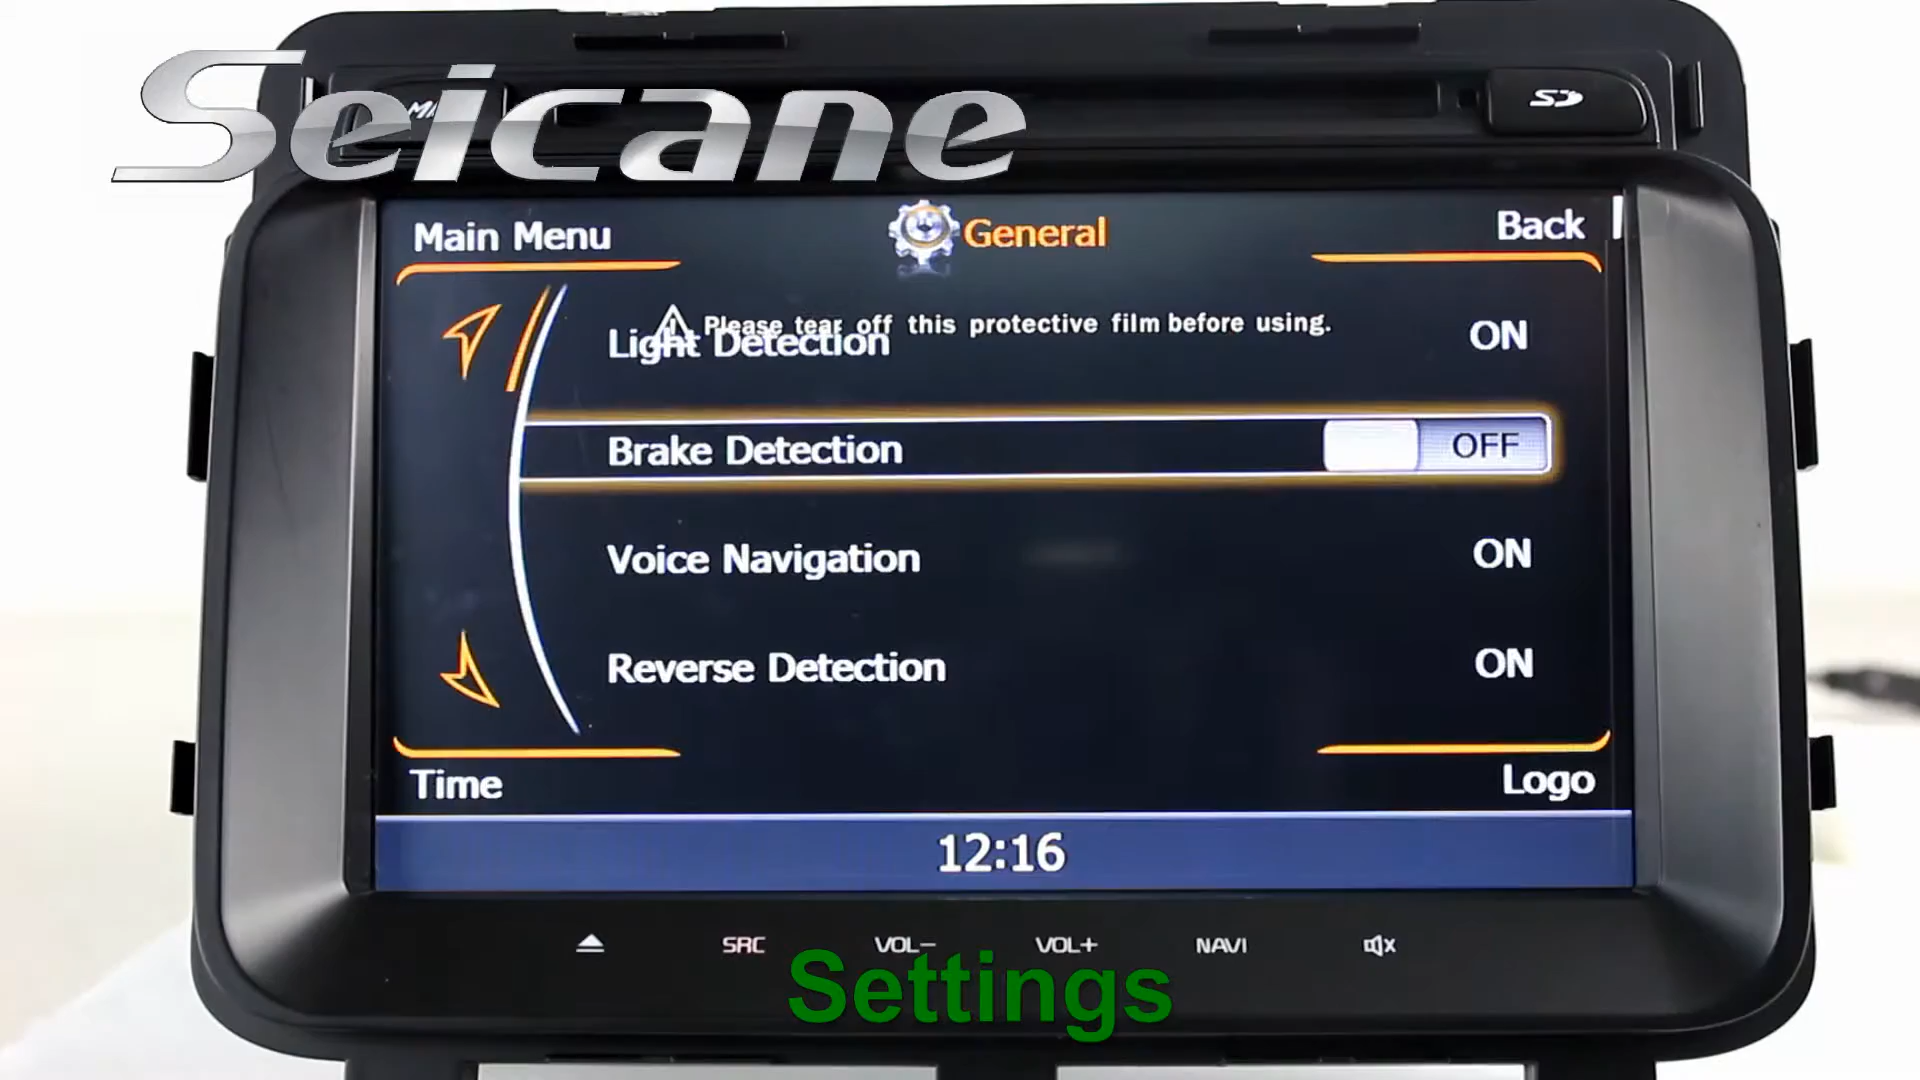 Seicane
Main Menu
General
Back
Please tear off this protective film before using.
Light Detection
ON
Brake Detection
OFF
Voice Navigation
ON
Reverse Detection
ON
Time
Logo
12:16
SRC
VOL-
VOL+
NAVI
Settings